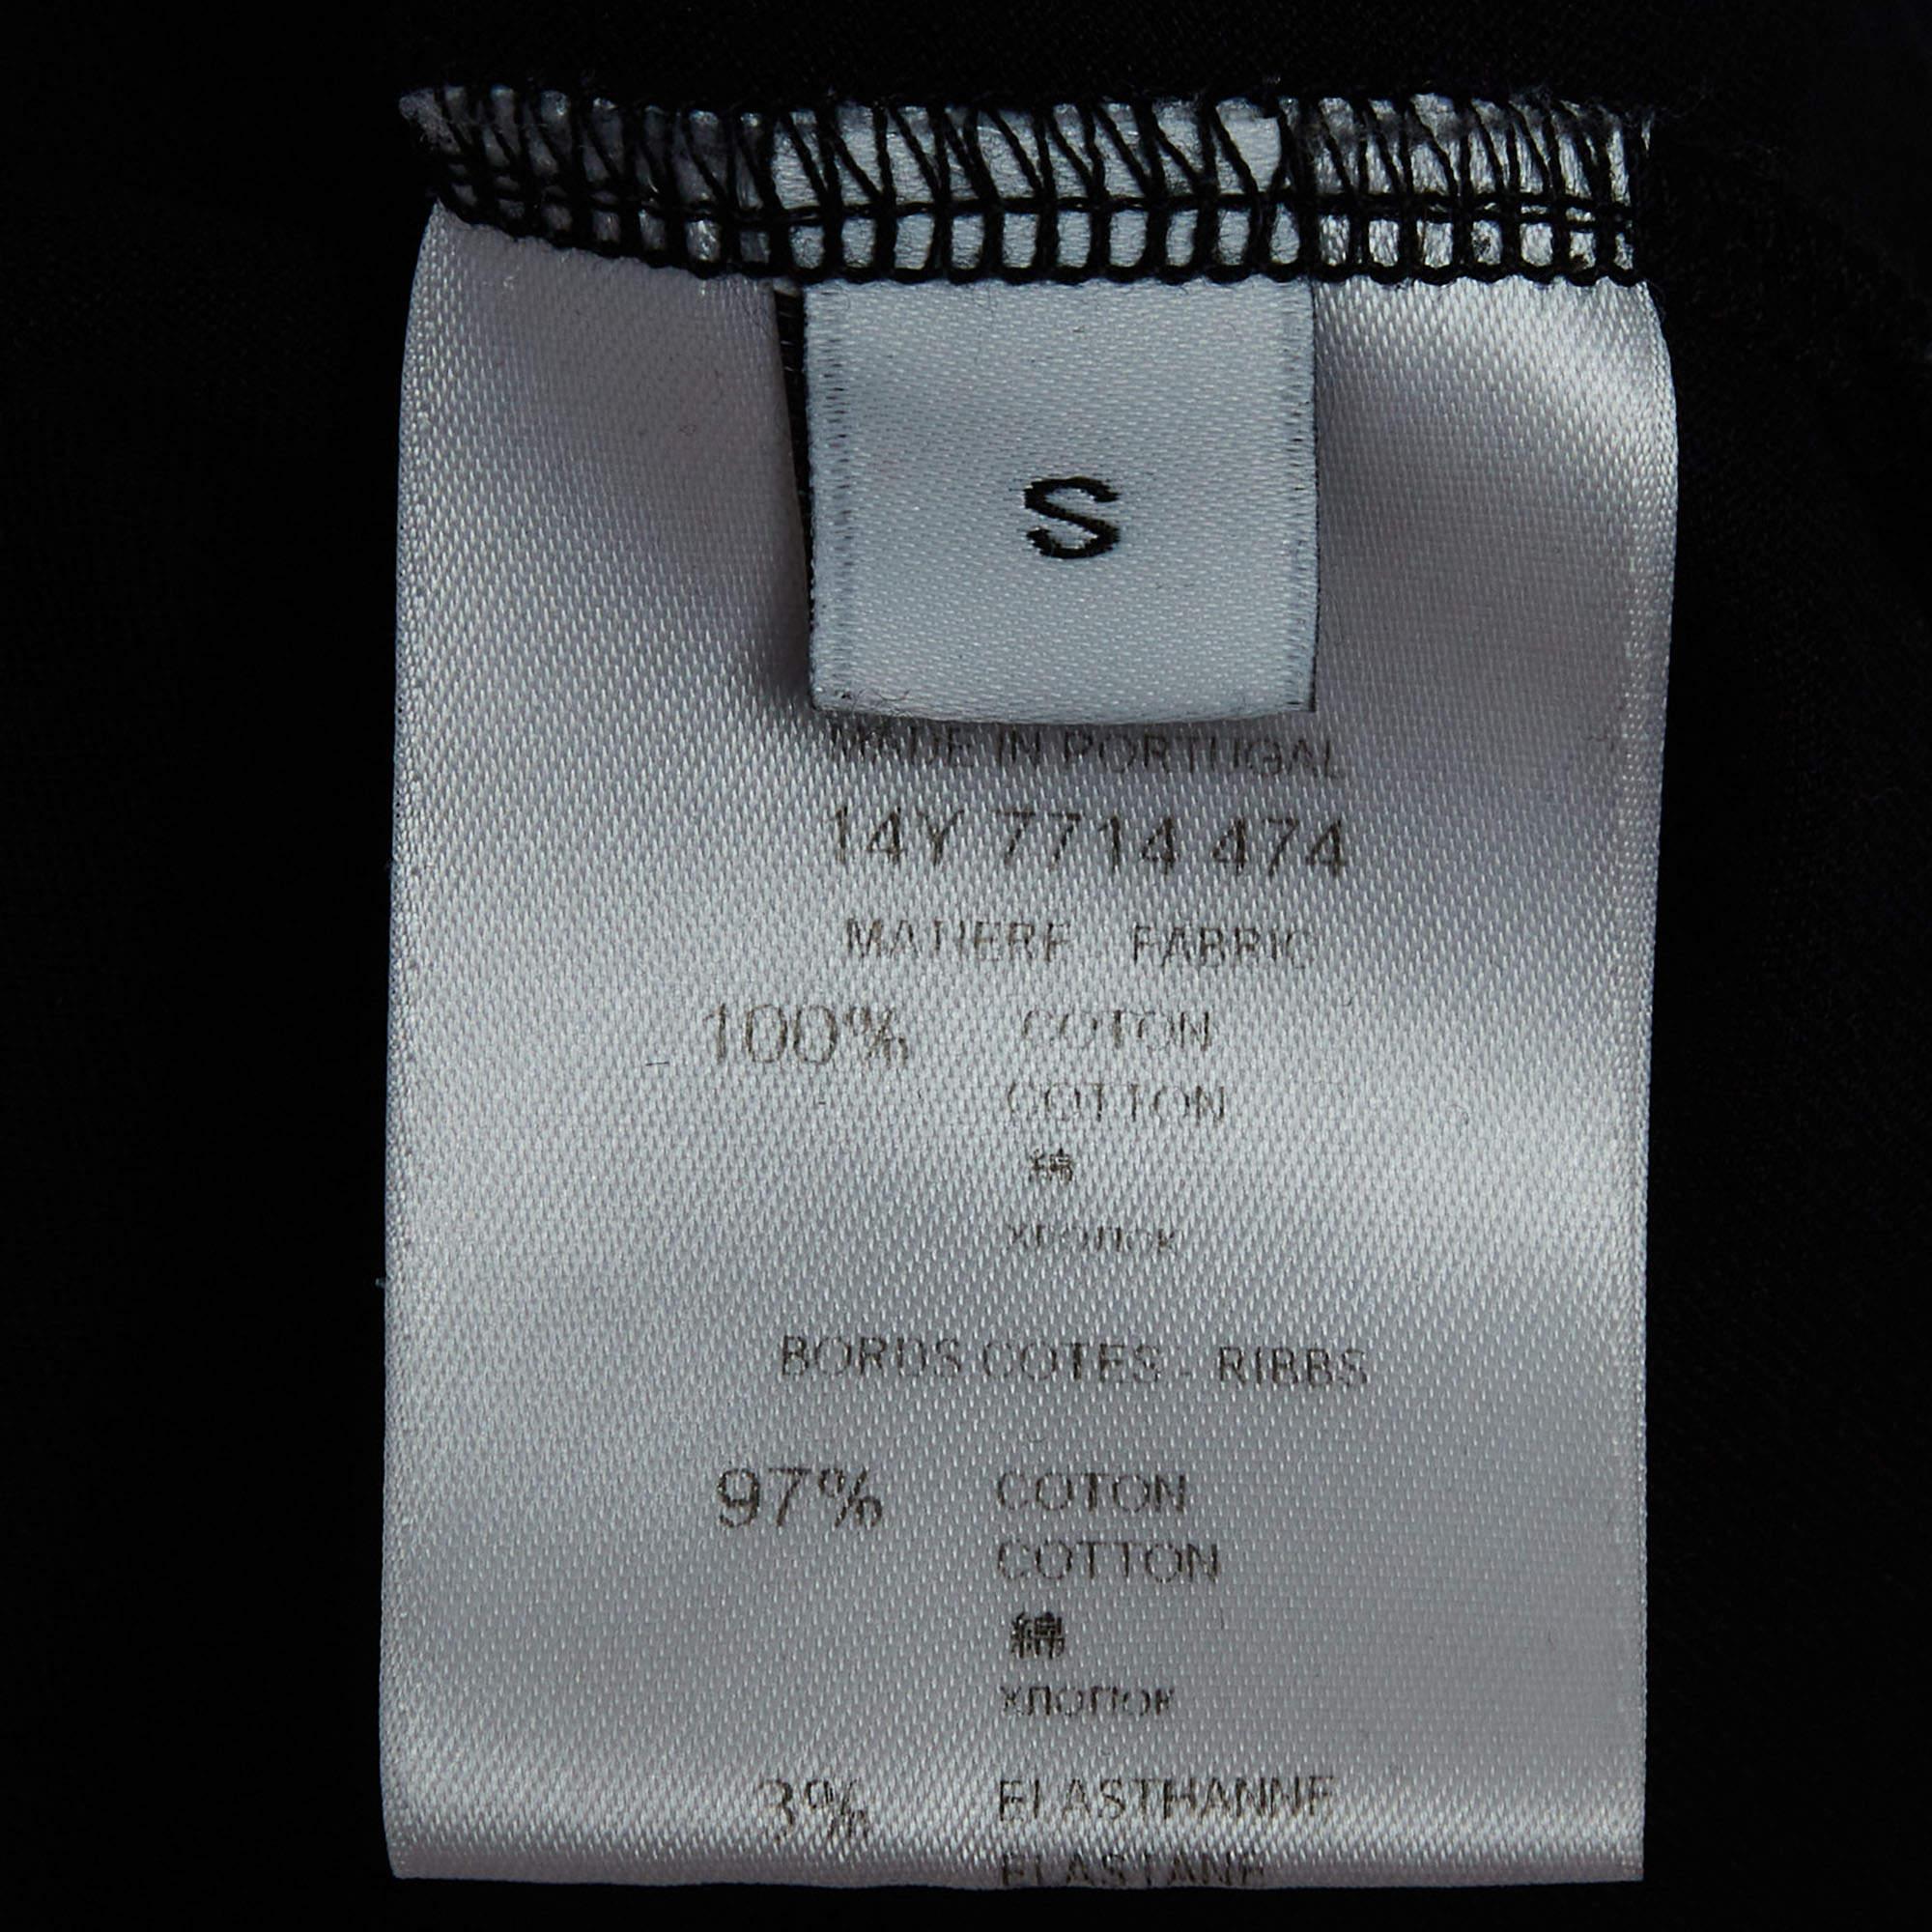 S
MADE IN PORTUGAL
14Y 7714 474
MATIERE - FABRIC
100% COTON
COTTON
綿
хлопок
BORDS COTES - RIBBS
97% COTON
COTTON
綿
хлопок
3% ELASTHANNE
ELASTANE